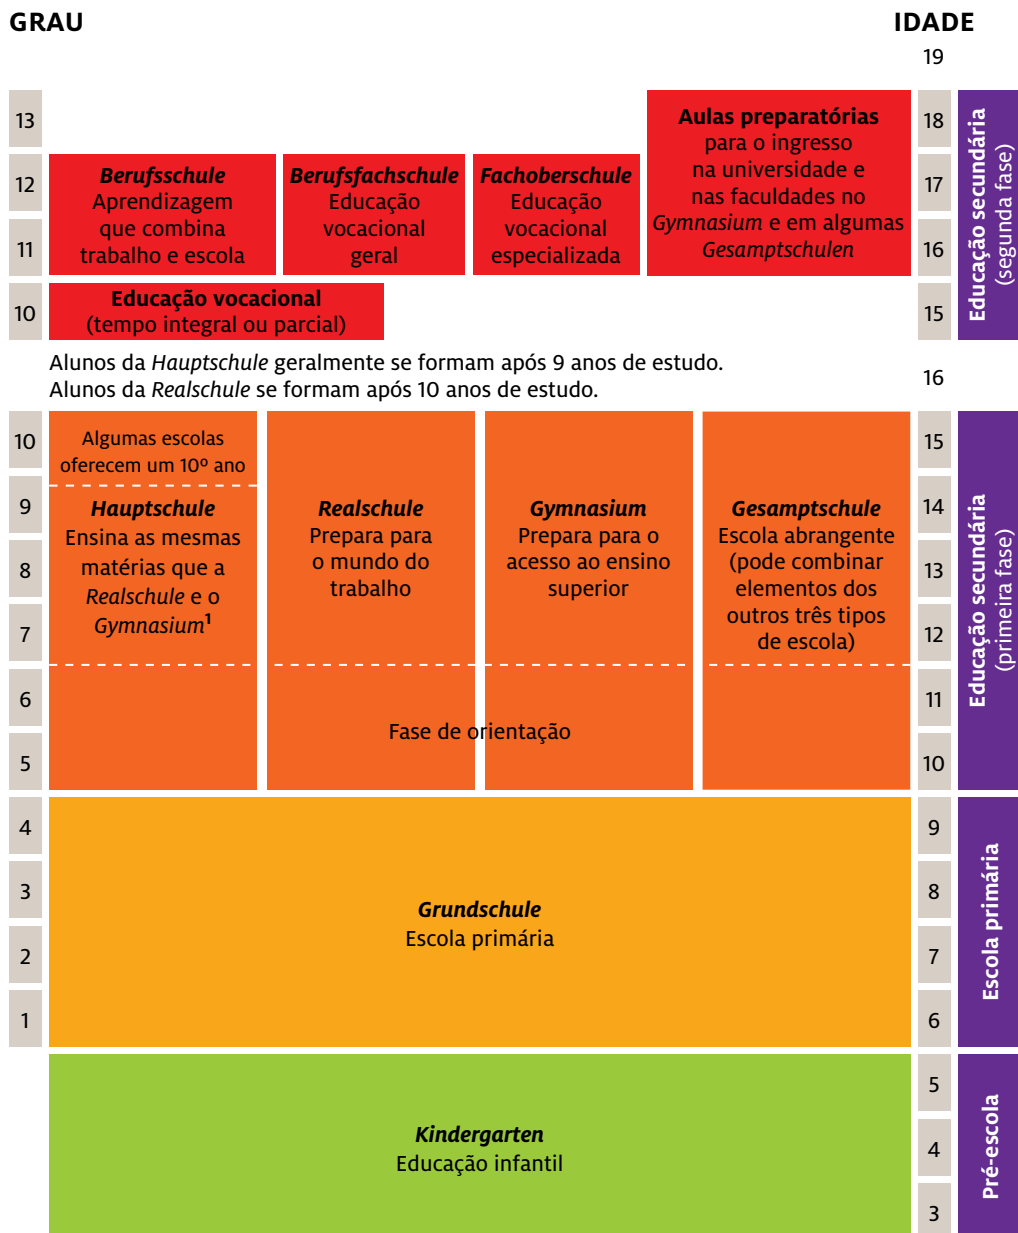 GRAU
IDADE
19
13
12
11
10
Berufsschule
Aprendizagem
que combina
trabalho e escola
Berufsfachschule
Educação
vocacional
geral
Fachoberschule
Educação
vocacional
especializada
Aulas preparatórias
para o ingresso
na universidade e
nas faculdades no
Gymnasium e em algumas
Gesamptschulen
Educação vocacional
(tempo integral ou parcial)
18
17
16
15
Educação secundária
(segunda fase)
Alunos da Hauptschule geralmente se formam após 9 anos de estudo.
Alunos da Realschule se formam após 10 anos de estudo.
16
10
9
8
7
6
5
Algumas escolas
oferecem um 10º ano
Hauptschule
Ensina as mesmas
matérias que a
Realschule e o
Gymnasium¹
Realschule
Prepara para
o mundo do
trabalho
Gymnasium
Prepara para o
acesso ao ensino
superior
Gesamptschule
Escola abrangente
(pode combinar
elementos dos
outros três tipos
de escola)
Fase de orientação
15
14
13
12
11
10
Educação secundária
(primeira fase)
4
3
2
1
Grundschule
Escola primária
9
8
7
6
Escola primária
Kindergarten
Educação infantil
5
4
3
Pré-escola